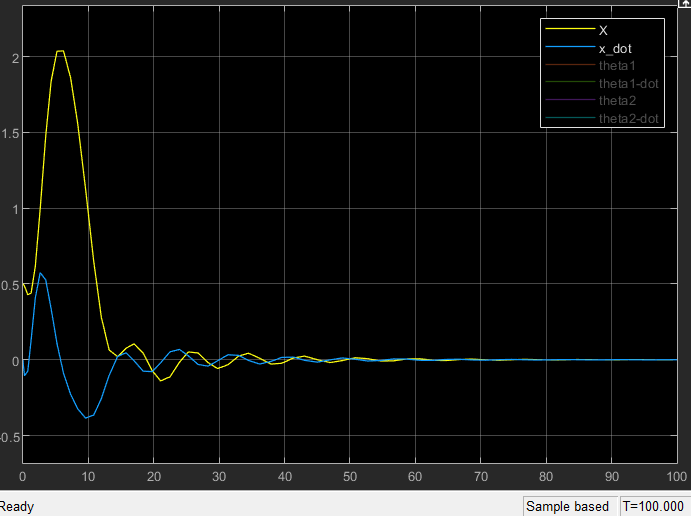 2
1.5
1
0.5
0
-0.5
0 10 20 30 40 50 60 70 80 90 100
X
x_dot
theta1
theta1-dot
theta2
theta2-dot
Ready Sample based T=100.000